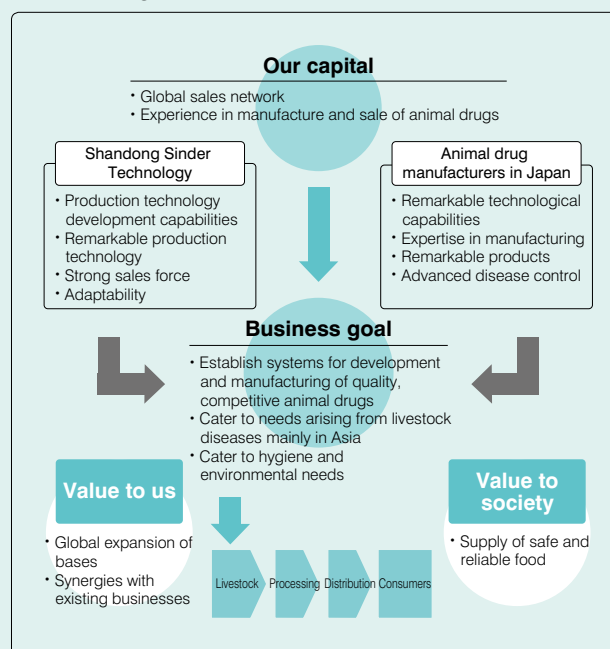 Our capital
・Global sales network
・Experience in manufacture and sale of animal drugs
Shandong Sinder
Technology
・Production technology
development capabilities
・Remarkable production
technology
・Strong sales force
・Adaptability
Animal drug
manufacturers in Japan
・Remarkable technological
capabilities
・Expertise in manufacturing
・Remarkable products
・Advanced disease control
Business goal
・Establish systems for development
and manufacturing of quality,
competitive animal drugs
・Cater to needs arising from livestock
diseases mainly in Asia
・Cater to hygiene and
environmental needs
Value to us
・Global expansion of
bases
・Synergies with
existing businesses
Livestock
Processing
Distribution
Consumers
Value to
society
・Supply of safe and
reliable food